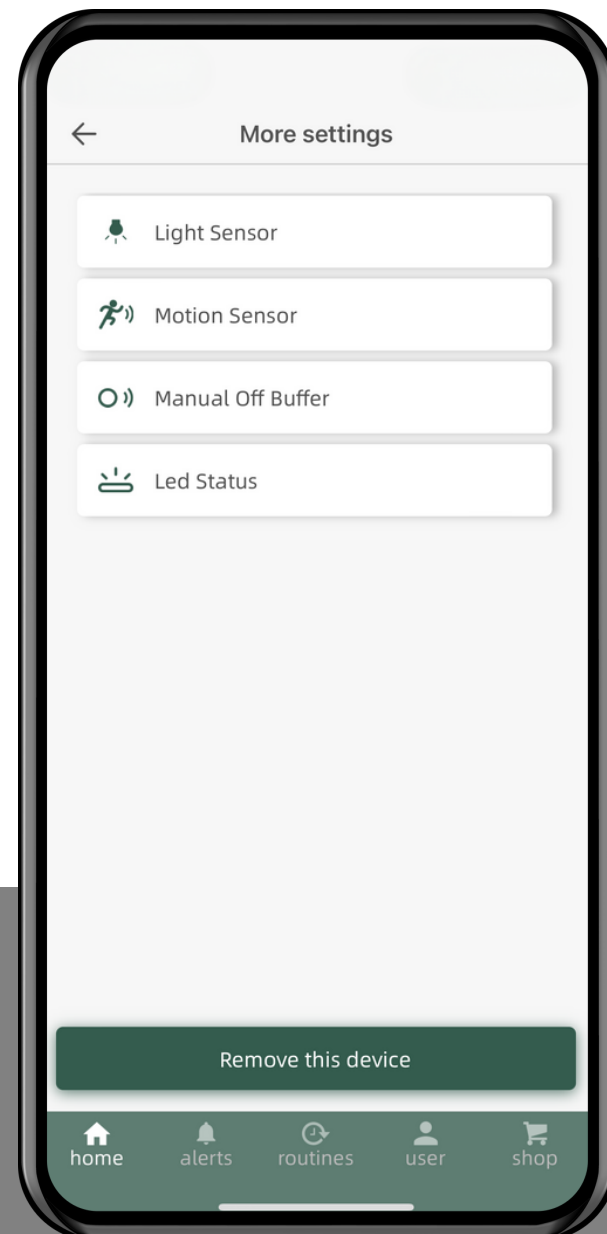 More settings
Light Sensor
Motion Sensor
Manual Off Buffer
Led Status
Remove this device
home alerts routines user shop